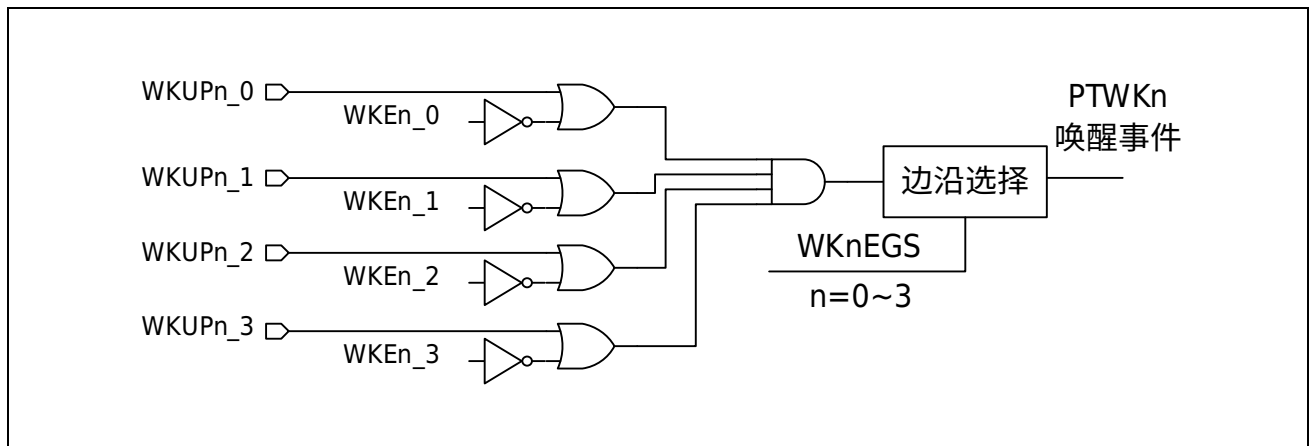 WKUPn_0
WKEn_0
PTWKn
唤醒事件
WKUPn_1
WKEn_1
边沿选择
WKUPn_2
WKEn_2
WKnEGS
n=0~3
WKUPn_3
WKEn_3